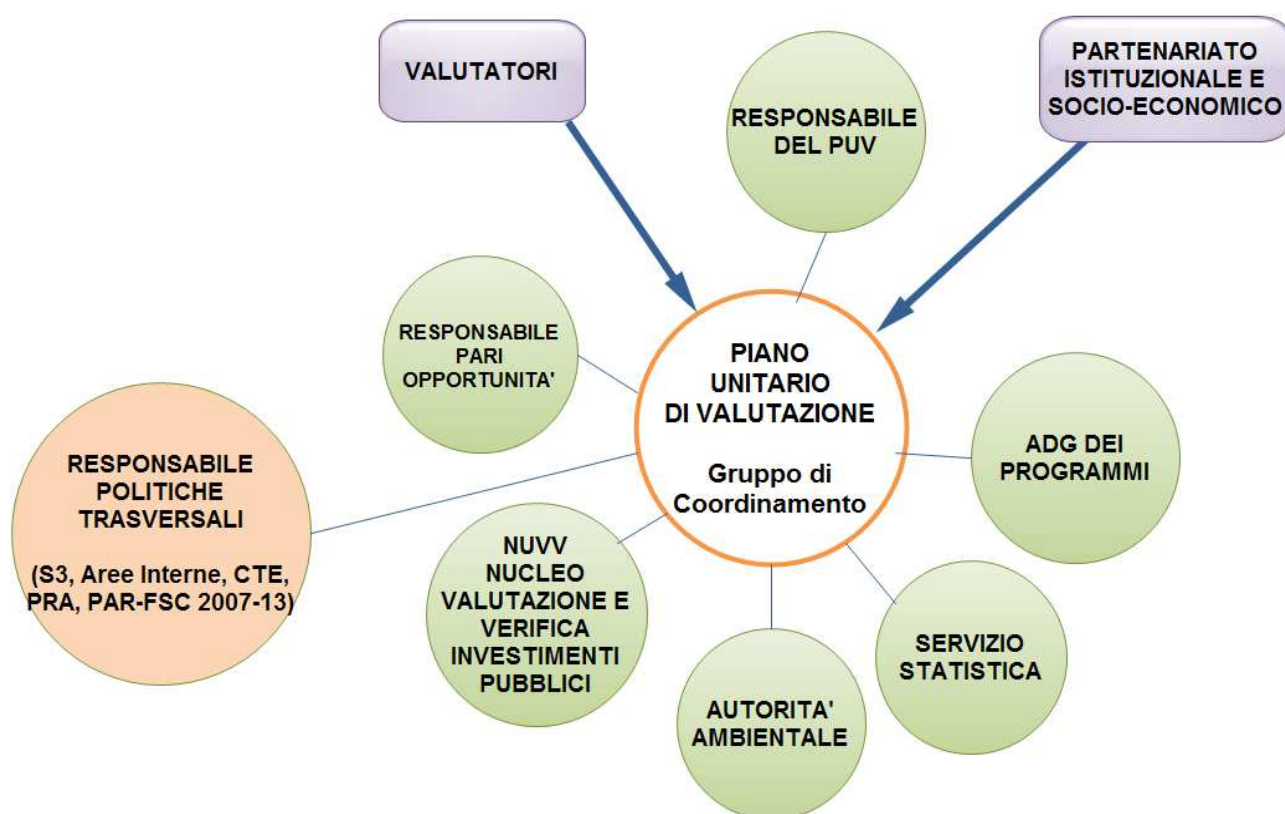 VALUTATORI
PARTENARIATO
ISTITUZIONALE E
SOCIO-ECONOMICO
RESPONSABILE
DEL PUV
RESPONSABILE
PARI
OPPORTUNITA'
PIANO
UNITARIO
DI VALUTAZIONE
Gruppo di
Coordinamento
ADG DEI
PROGRAMMI
RESPONSABILE
POLITICHE
TRASVERSALI
(S3, Aree Interne, CTE,
PRA, PAR-FSC 2007-13)
NUVV
NUCLEO
VALUTAZIONE E
VERIFICA
INVESTIMENTI
PUBBLICI
SERVIZIO
STATISTICA
AUTORITA'
AMBIENTALE